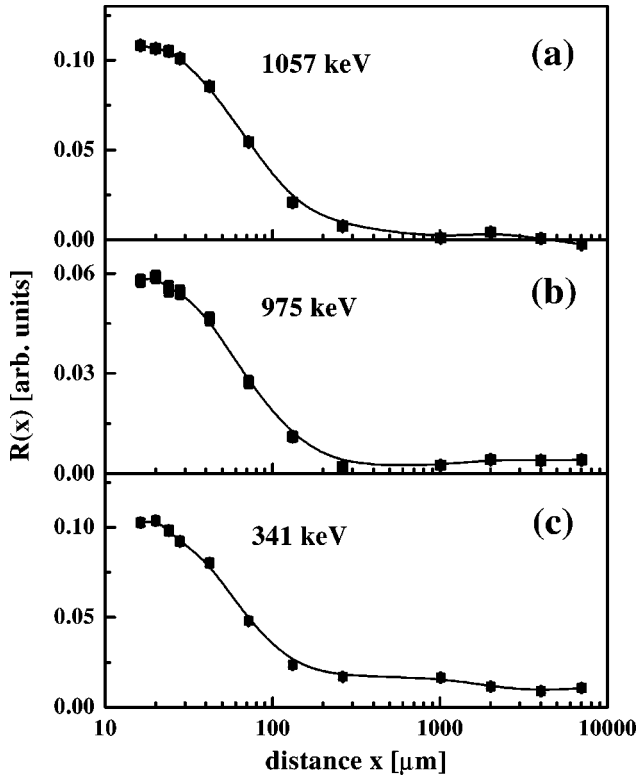 0.10
1057 keV
(a)
0.05
0.00
0.06
975 keV
(b)
0.03
0.00
R(x) [arb. units]
0.10
341 keV
(c)
0.05
0.00
10 100 1000 10000
distance x [μm]